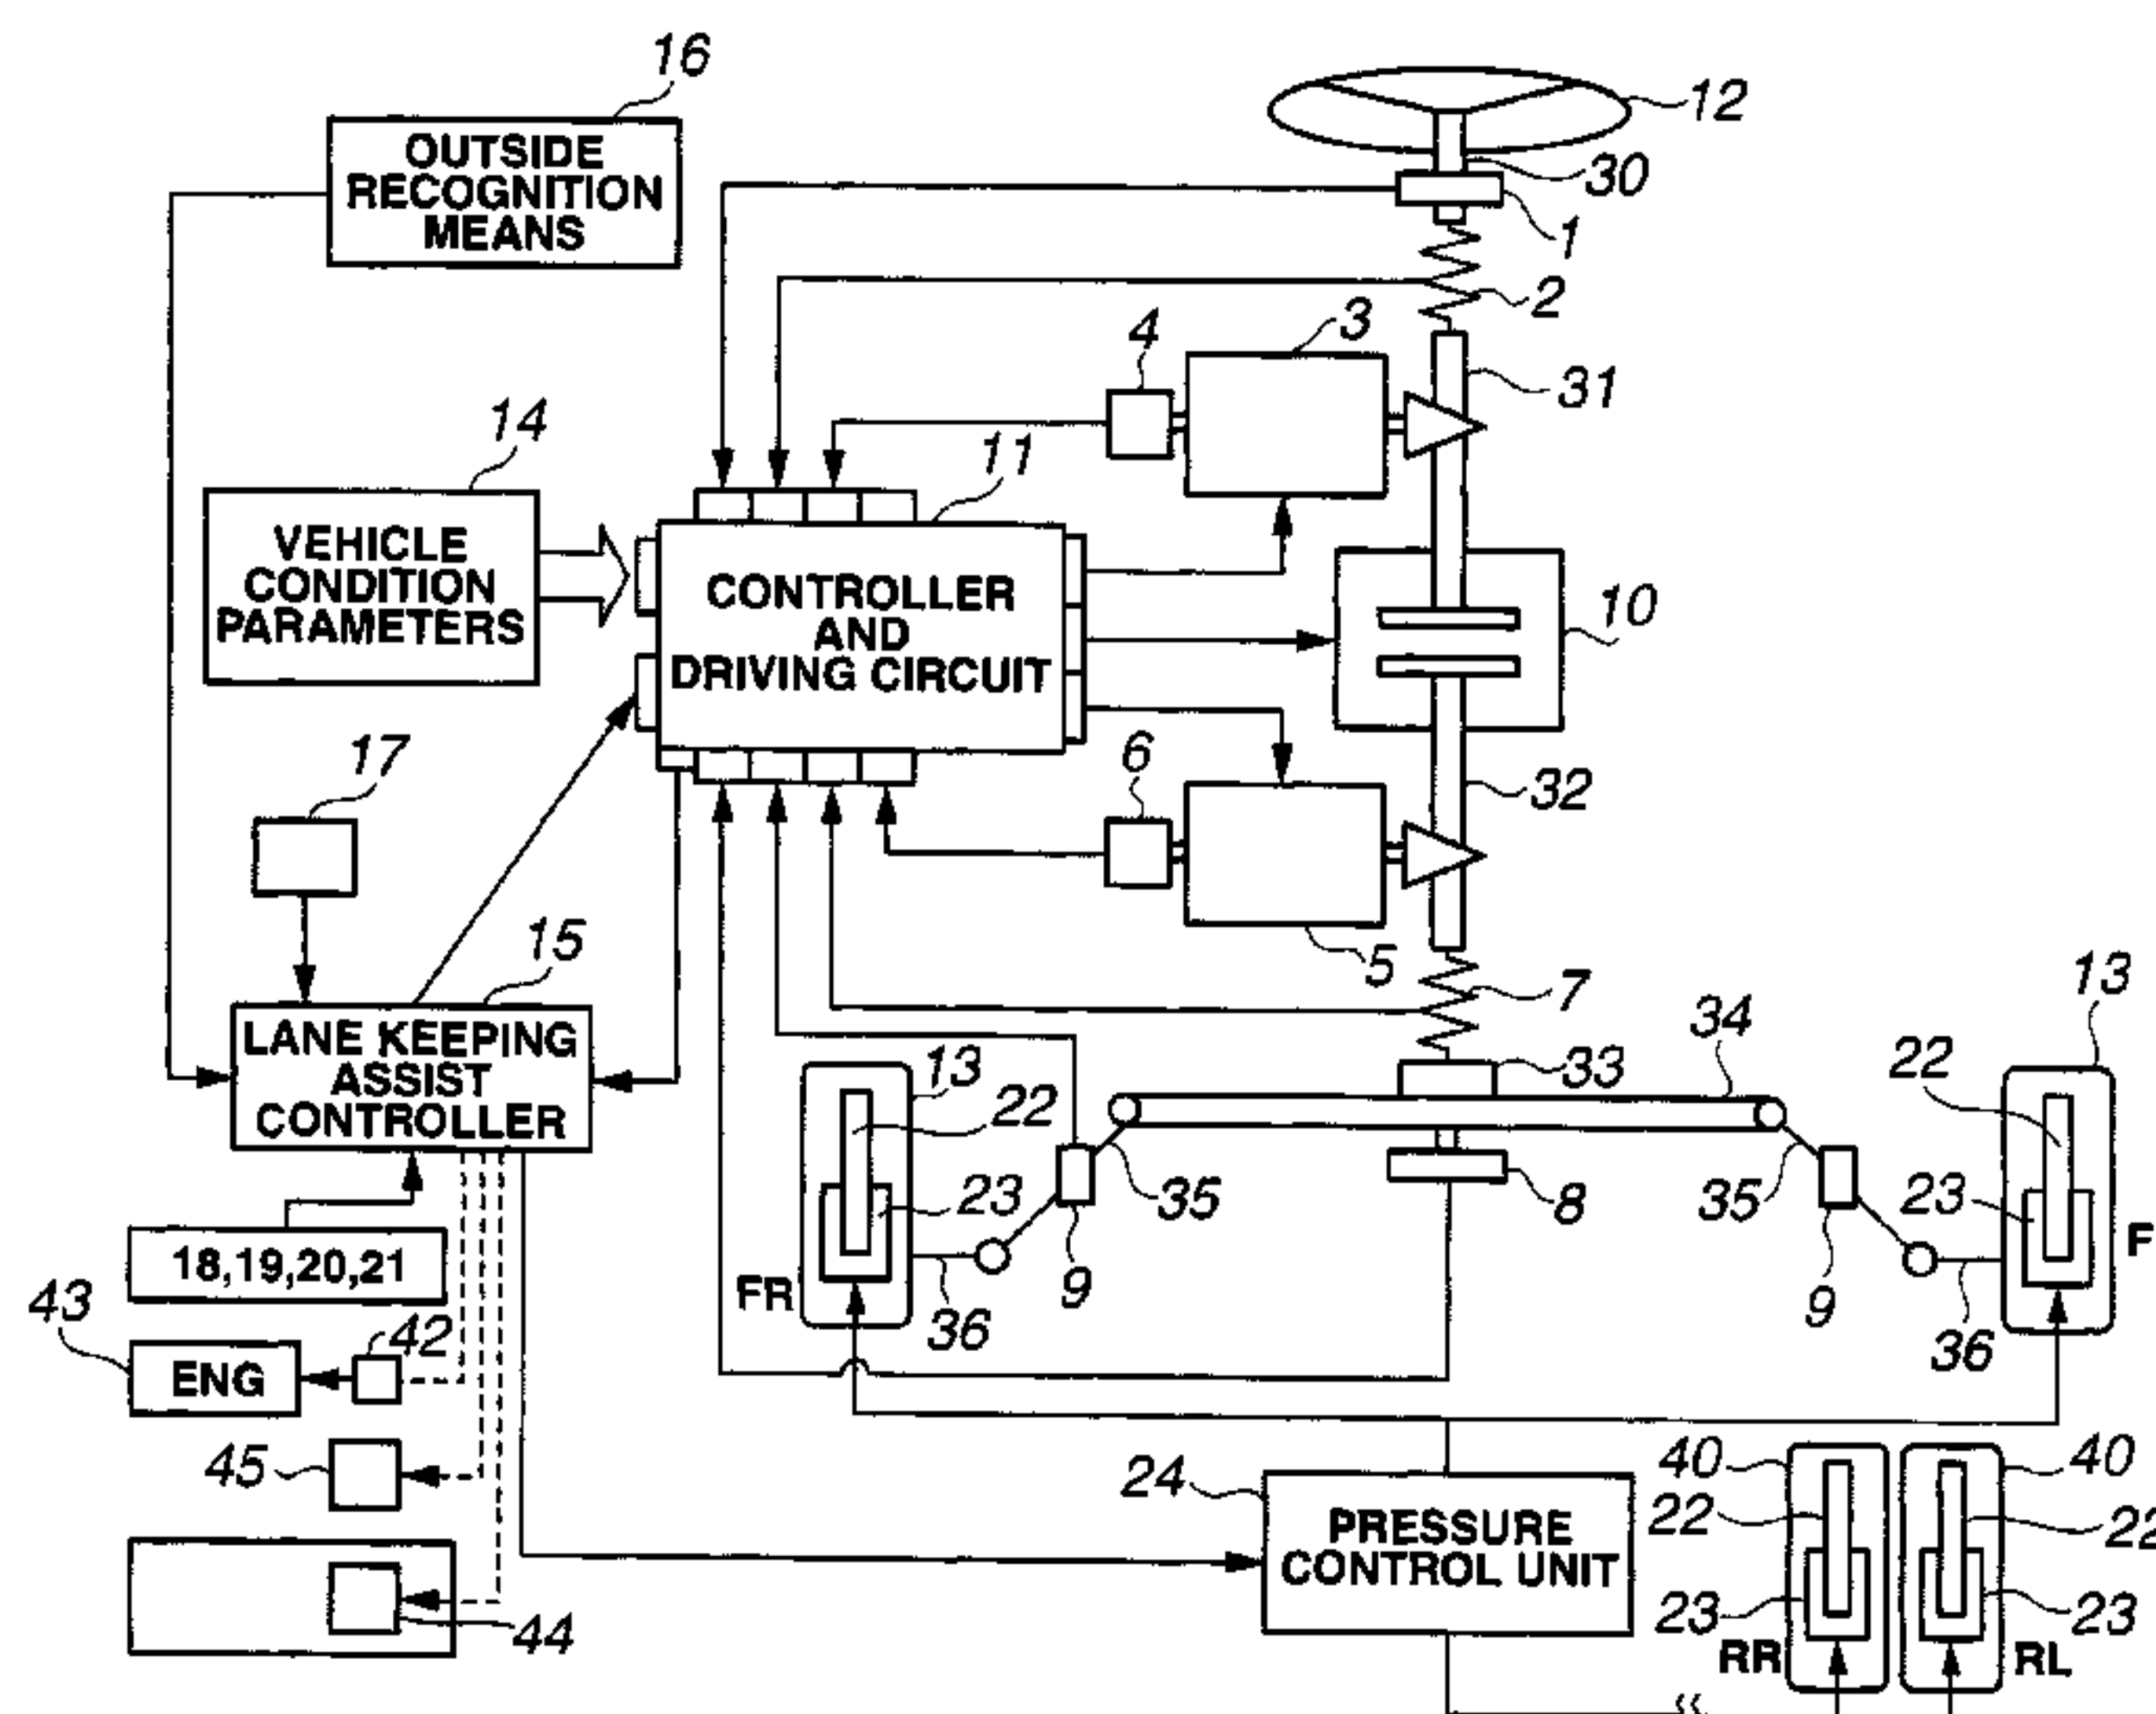 16
12
OUTSIDE
RECOGNITION
MEANS
30
1
2
4
3
31
14
11
VEHICLE
CONDITION
PARAMETERS
CONTROLLER
AND
DRIVING CIRCUIT
10
17
6
32
15
5
7
13
34
LANE KEEPING
ASSIST
CONTROLLER
13
22
33
22
23
35
8
35
23
F
18,19,20,21
FR
36
9
9
36
43
42
ENG
45
24
40
40
PRESSURE
CONTROL UNIT
22
22
23
23
44
RR
RL